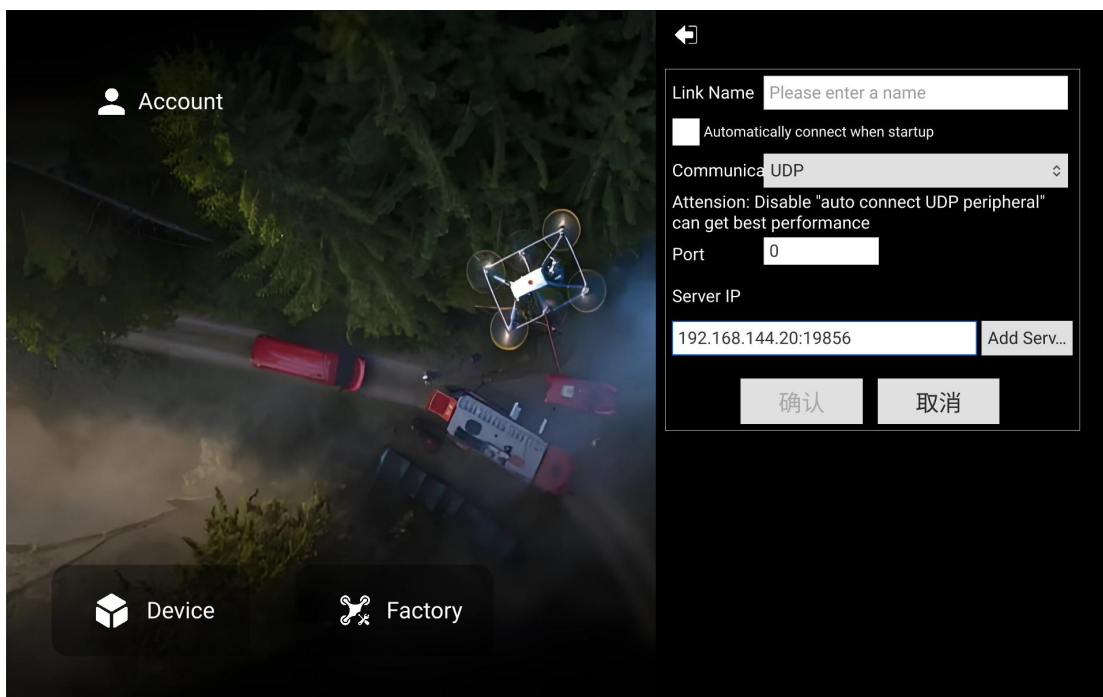 Account
Link Name Please enter a name
Automatically connect when startup
Communica UDP
Attension: Disable "auto connect UDP peripheral"
can get best performance
Port 0
Server IP
192.168.144.20:19856 Add Serv...
确认 取消
Device Factory